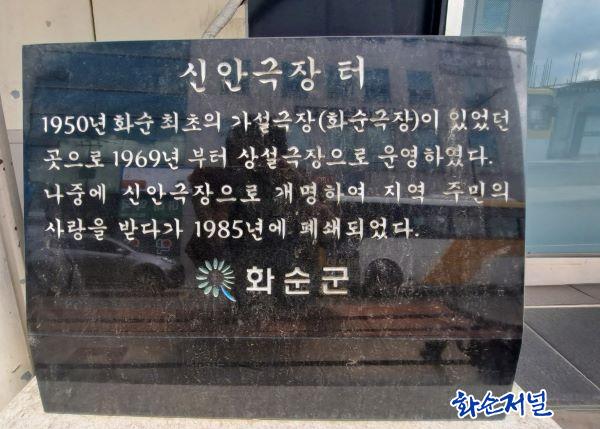 신안극장 터
1950년 화순 최초의 가설극장(화순극장)이 있었던
곳으로 1969년 부터 상설극장으로 운영하였다.
나중에 신안극장으로 개명하여 지역 주민의
사랑을 받다가 1985년에 폐쇄되었다.
화순군
화순저널